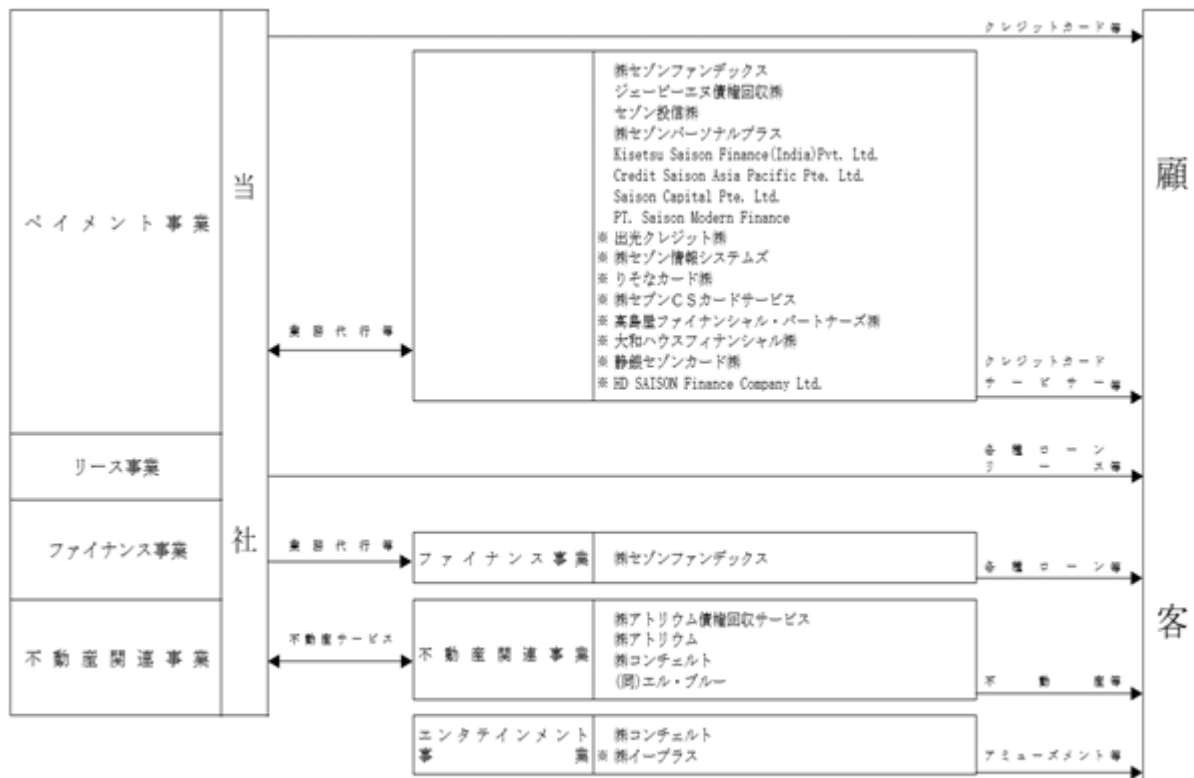 クレジットカード等
㈱セゾンファンデックス
ジェーピーエヌ債権回収㈱
セゾン投信㈱
㈱セゾンパーソナルプラス
Kisetsu Saison Finance(India)Pvt. Ltd.
Credit Saison Asia Pacific Pte. Ltd.
Saison Capital Pte. Ltd.
PT. Saison Modern Finance
※ 出光クレジット㈱
※ ㈱セゾン情報システムズ
※ りそなカード㈱
※ ㈱セブンCSカードサービス
※ 高島屋ファイナンシャル・パートナーズ㈱
※ 大和ハウスフィナンシャル㈱
※ 静銀セゾンカード㈱
※ HD SAISON Finance Company Ltd.
ペイメント事業
当
社
顧
客
業務代行等
クレジットカード
サービサー等
リース事業
各種ローン
リース等
ファイナンス事業
業務代行等
ファイナンス事業
㈱セゾンファンデックス
各種ローン等
不動産関連事業
不動産サービス
不動産関連事業
㈱アトリウム債権回収サービス
㈱アトリウム
㈱コンチェルト
(同)エル・ブルー
不動産等
エンタテインメント
事業
㈱コンチェルト
※ ㈱イープラス
アミューズメント等